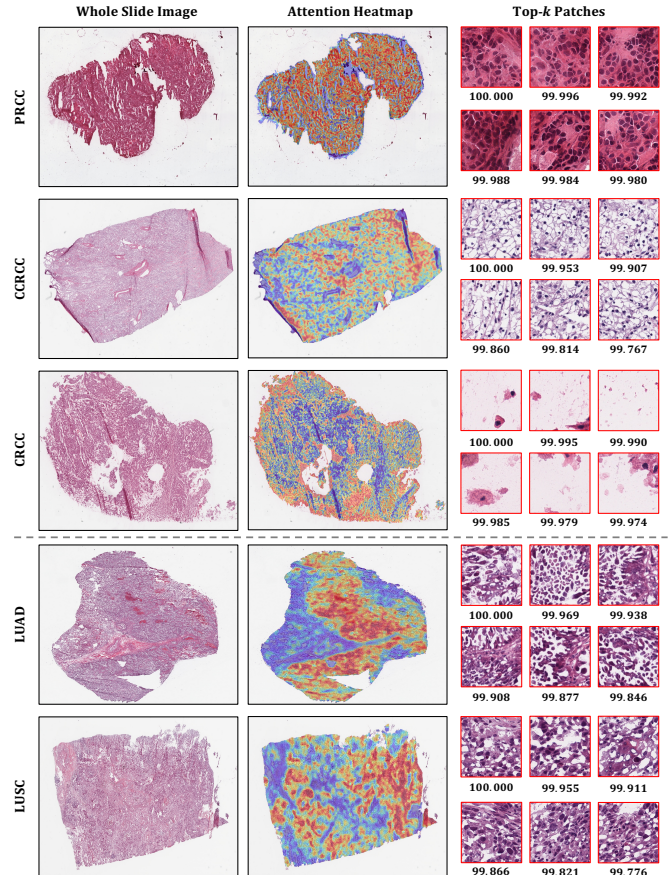 Whole Slide Image Attention Heatmap Top-k Patches
PRCC
100.000 99.996 99.992
99.988 99.984 99.980
CCRCC
100.000 99.953 99.907
99.860 99.814 99.767
CRCC
100.000 99.995 99.990
99.985 99.979 99.974
LUAD
100.000 99.969 99.938
99.908 99.877 99.846
LUSC
100.000 99.955 99.911
99.866 99.821 99.776